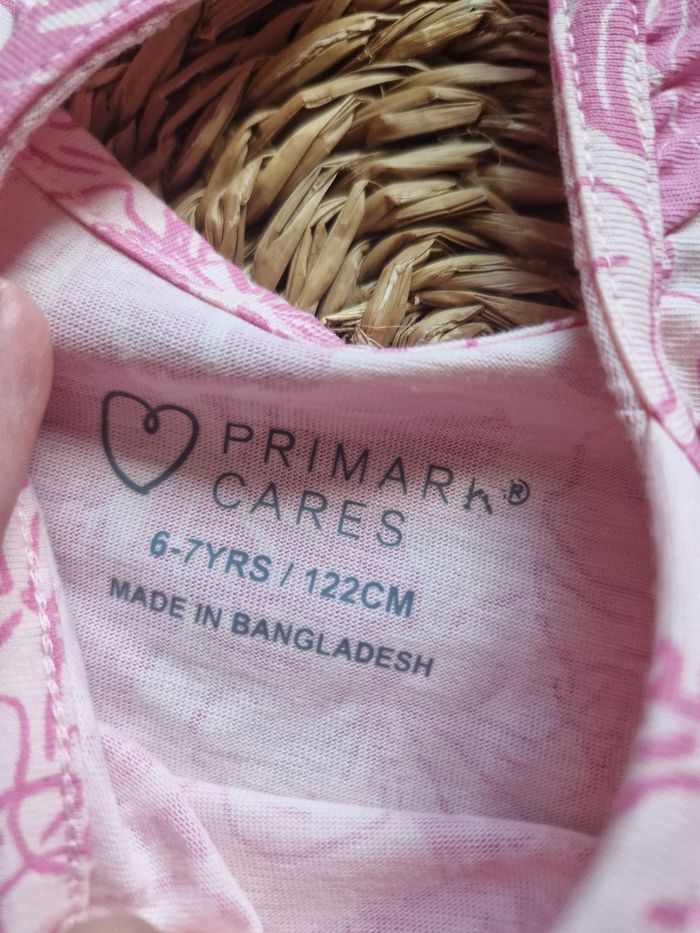 PRIMARK®
CARES
6-7YRS / 122CM
MADE IN BANGLADESH